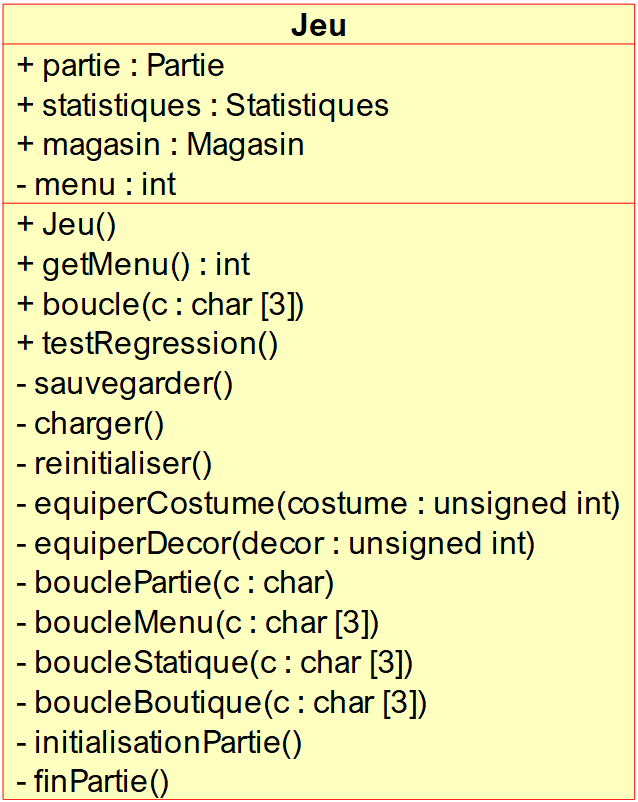 Jeu
+ partie : Partie
+ statistiques : Statistiques
+ magasin : Magasin
- menu : int
+ Jeu()
+ getMenu() : int
+ boucle(c : char [3])
+ testRegression()
- sauvegarder()
- charger()
- reinitialiser()
- equiperCostume(costume : unsigned int)
- equiperDecor(decor : unsigned int)
- bouclePartie(c : char)
- boucleMenu(c : char [3])
- boucleStatique(c : char [3])
- boucleBoutique(c : char [3])
- initialisationPartie()
- finPartie()